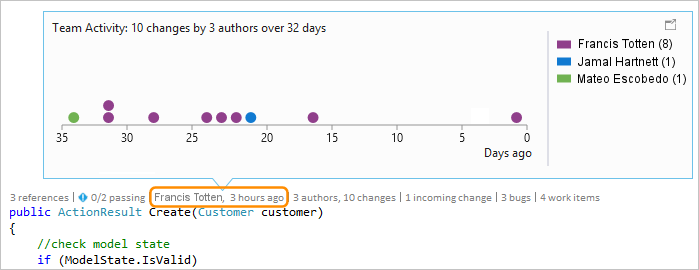 Team Activity: 10 changes by 3 authors over 32 days
Francis Totten (8)
Jamal Hartnett (1)
Mateo Escobedo (1)
35 30 25 20 15 10 5 0
Days ago
3 references | 0/2 passing | Francis Totten, 3 hours ago | 3 authors, 10 changes | 1 incoming change | 3 bugs | 4 work items
public ActionResult Create(Customer customer)
{
//check model state
if (ModelState.IsValid)